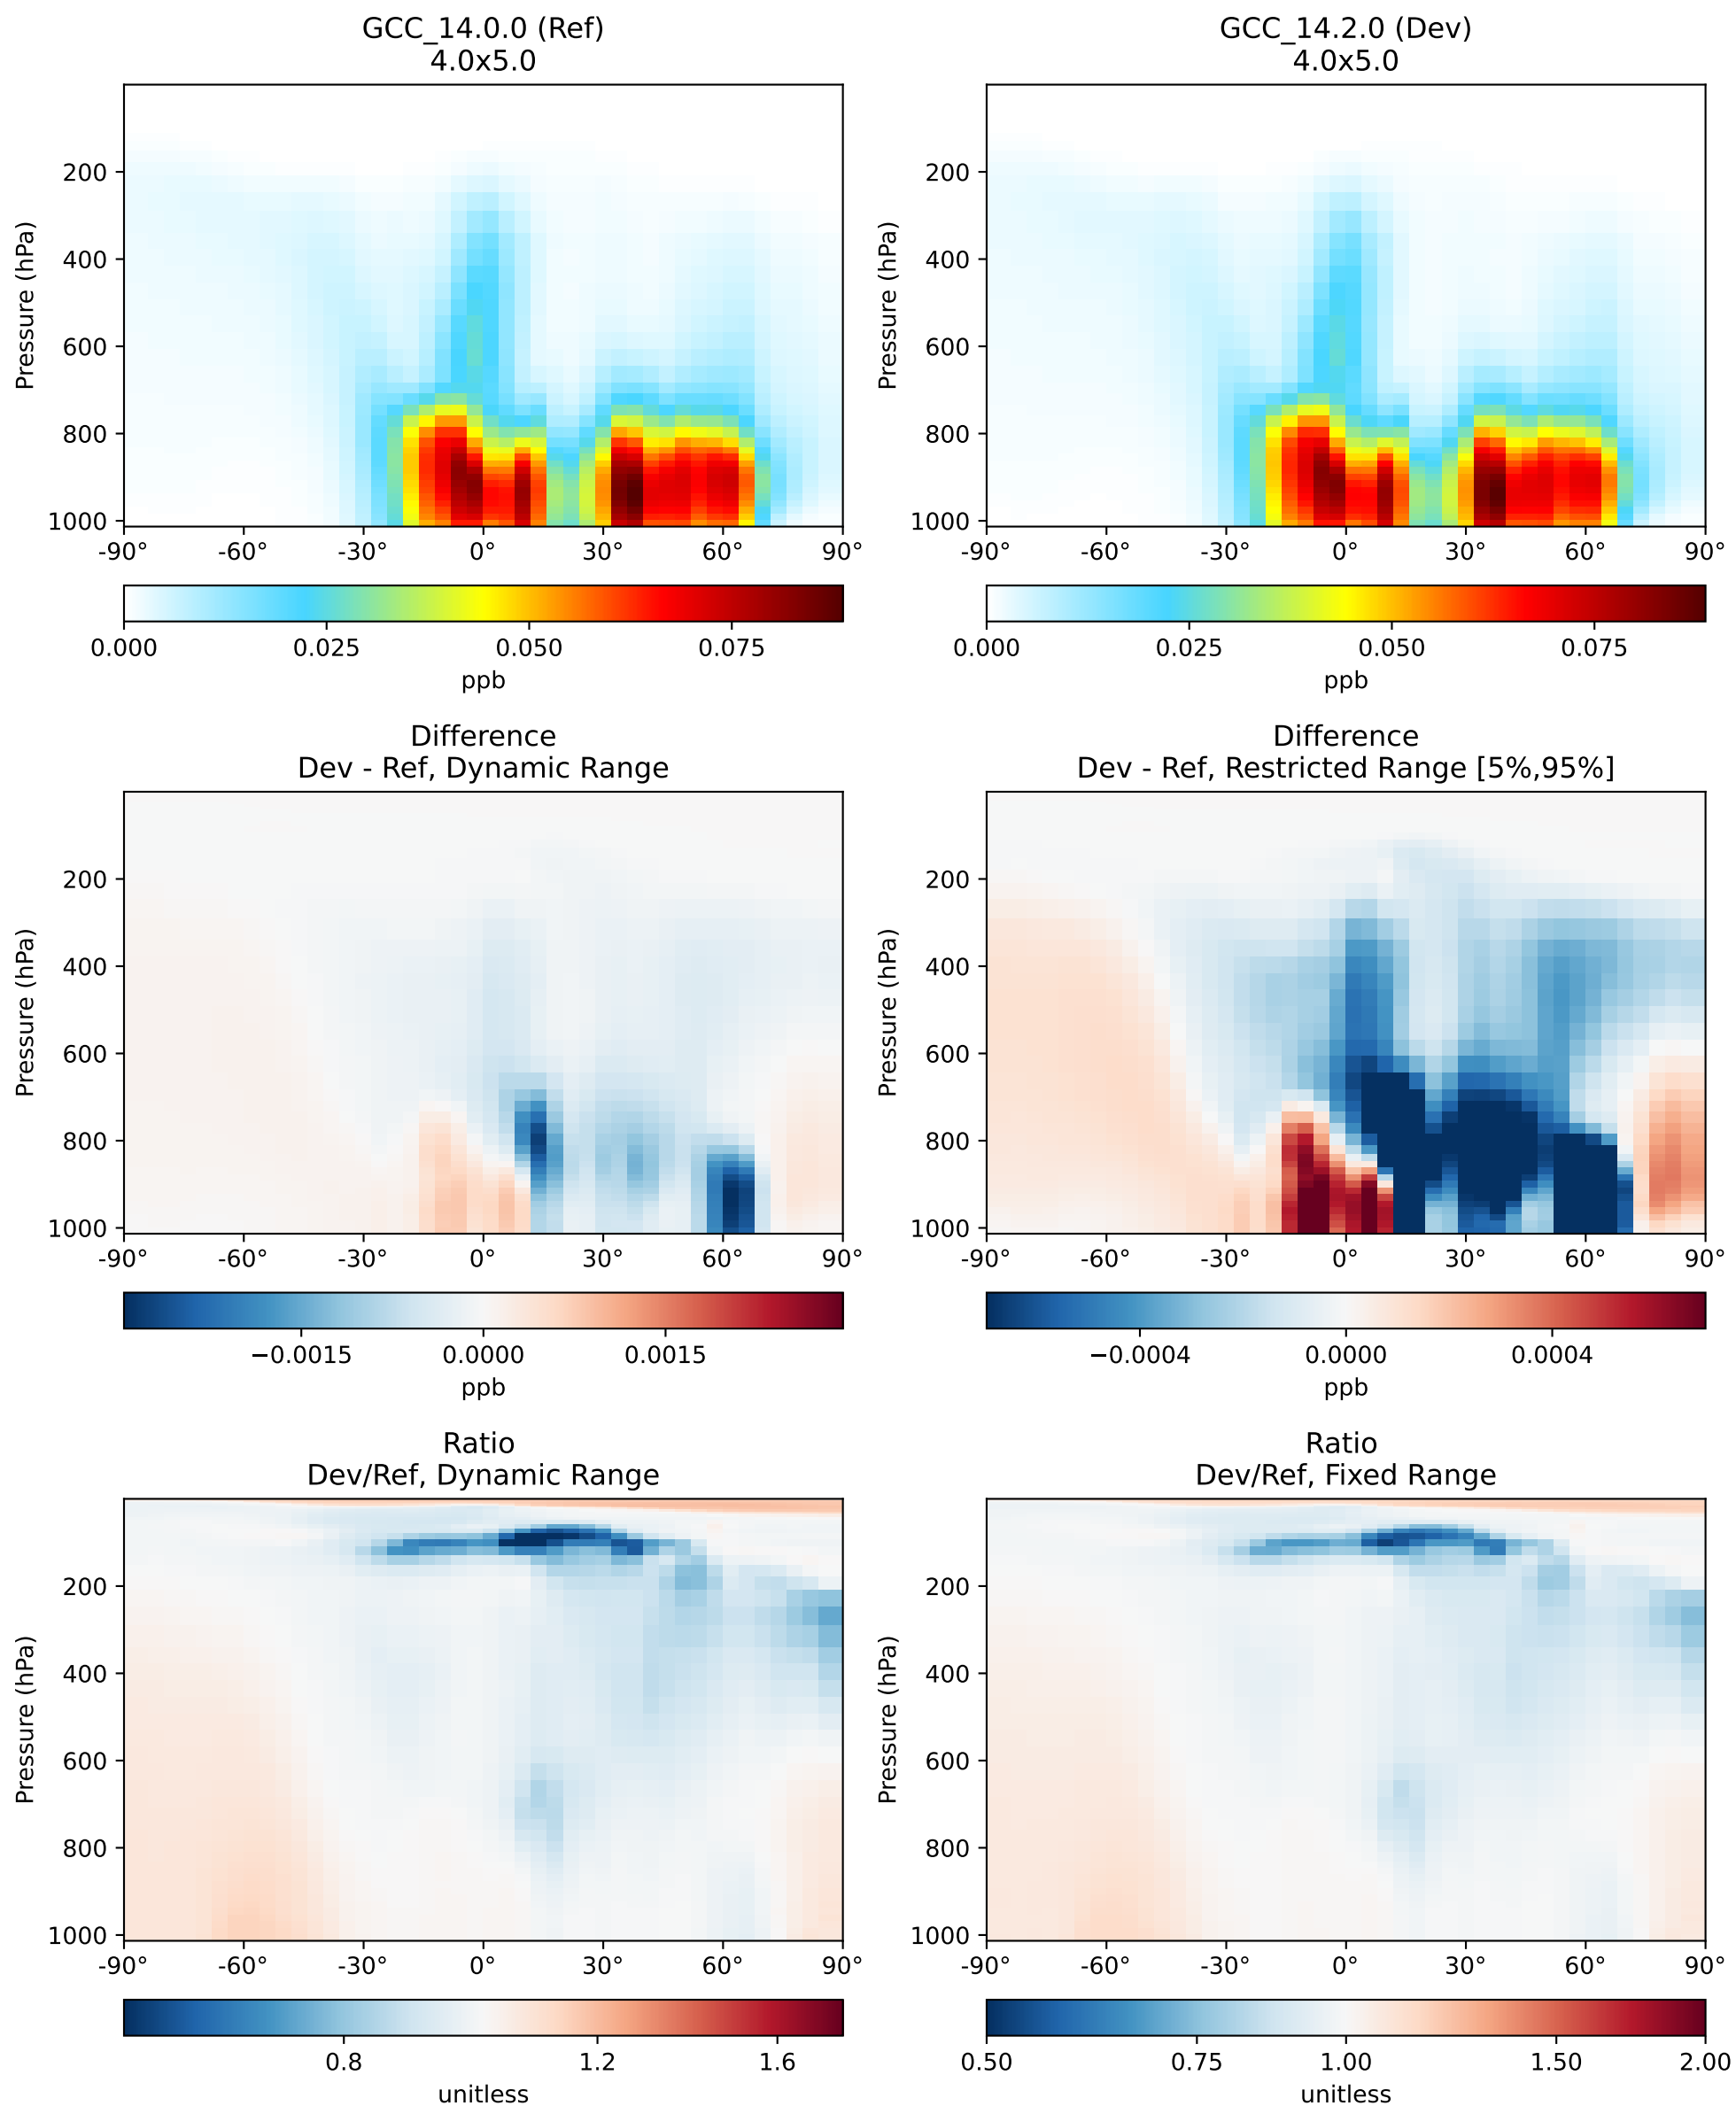 GCC_14.0.0 (Ref)
4.0x5.0
Pressure (hPa)
200
400
600
800
1000
-90° -60° -30° 0° 30° 60° 90°
0.000 0.025 0.050 0.075
ppb
GCC_14.2.0 (Dev)
4.0x5.0
Pressure (hPa)
200
400
600
800
1000
-90° -60° -30° 0° 30° 60° 90°
0.000 0.025 0.050 0.075
ppb
Difference
Dev - Ref, Dynamic Range
Pressure (hPa)
200
400
600
800
1000
-90° -60° -30° 0° 30° 60° 90°
−0.0015 0.0000 0.0015
ppb
Difference
Dev - Ref, Restricted Range [5%,95%]
Pressure (hPa)
200
400
600
800
1000
-90° -60° -30° 0° 30° 60° 90°
−0.0004 0.0000 0.0004
ppb
Ratio
Dev/Ref, Dynamic Range
Pressure (hPa)
200
400
600
800
1000
-90° -60° -30° 0° 30° 60° 90°
0.8 1.2 1.6
unitless
Ratio
Dev/Ref, Fixed Range
Pressure (hPa)
200
400
600
800
1000
-90° -60° -30° 0° 30° 60° 90°
0.50 0.75 1.00 1.50 2.00
unitless